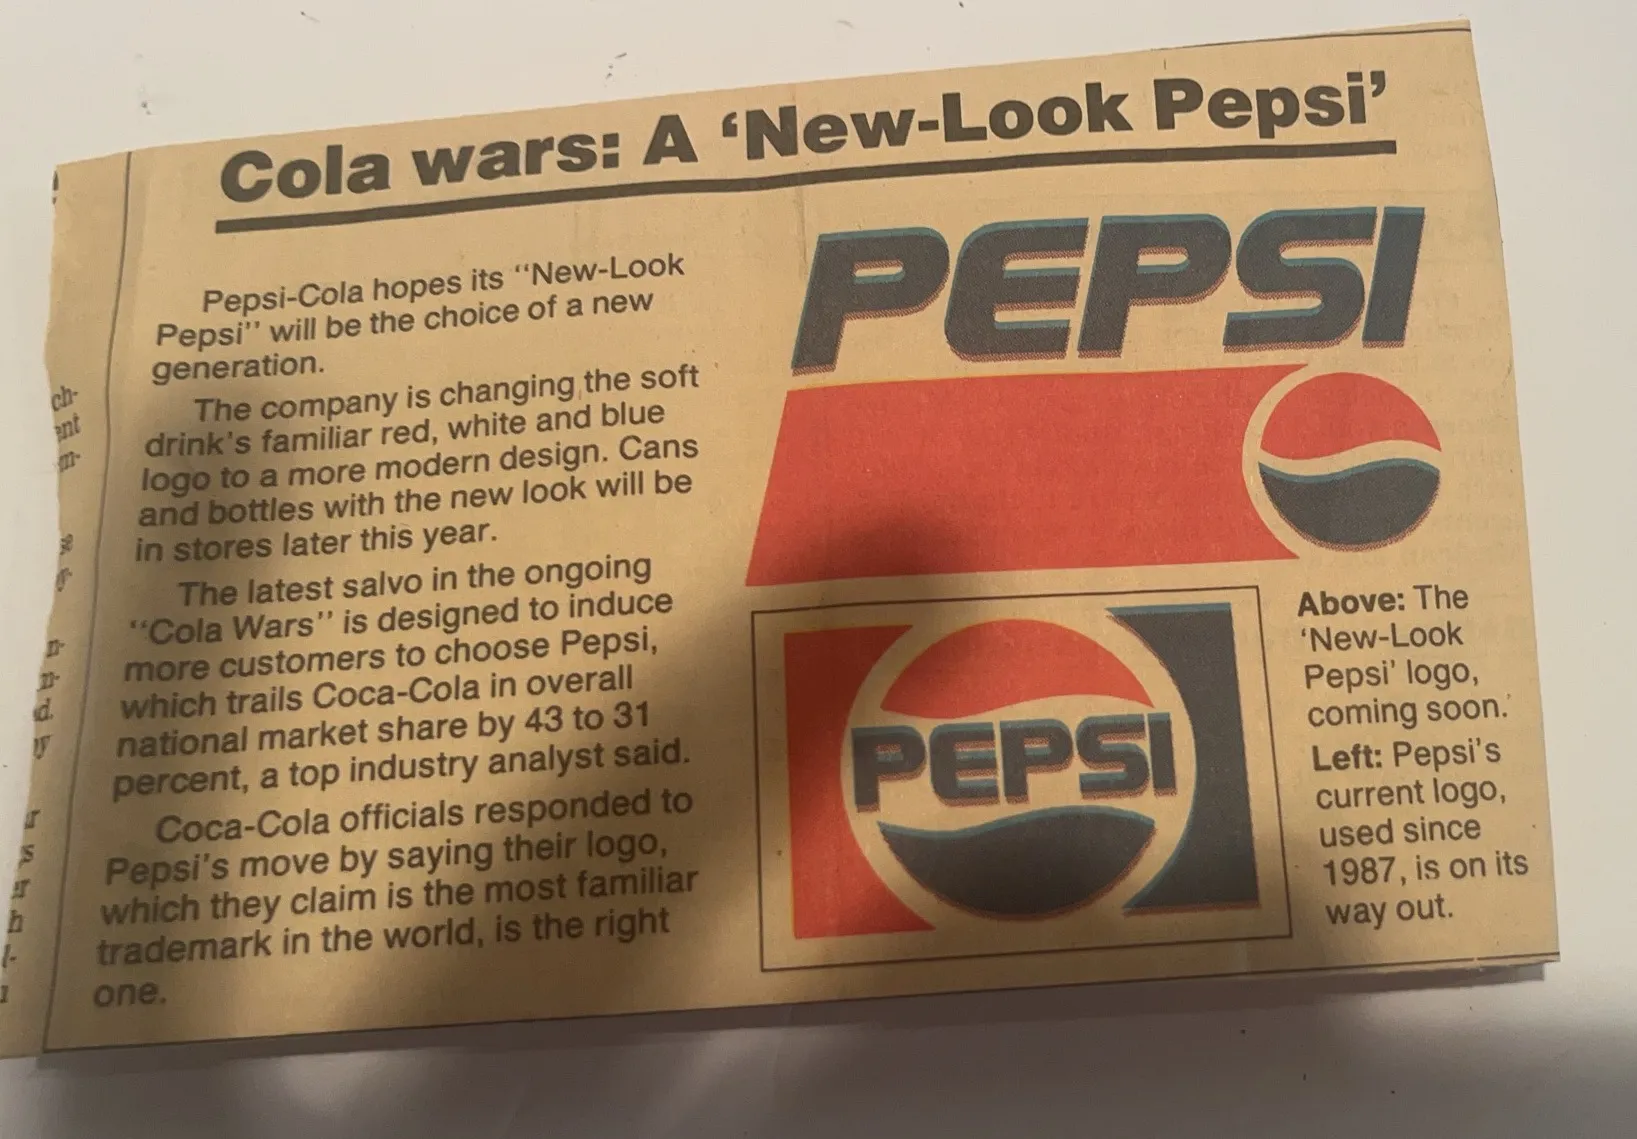 Cola wars: A ‘New-Look Pepsi’
Pepsi-Cola hopes its “New-Look
Pepsi” will be the choice of a new
generation.
The company is changing the soft
drink's familiar red, white and blue
logo to a more modern design. Cans
and bottles with the new look will be
in stores later this year.
The latest salvo in the ongoing
“Cola Wars” is designed to induce
more customers to choose Pepsi,
which trails Coca-Cola in overall
national market share by 43 to 31
percent, a top industry analyst said.
Coca-Cola officials responded to
Pepsi's move by saying their logo,
which they claim is the most familiar
trademark in the world, is the right
one.
PEPSI
PEPSI
Above: The
‘New-Look
Pepsi’ logo,
coming soon.
Left: Pepsi's
current logo,
used since
1987, is on its
way out.